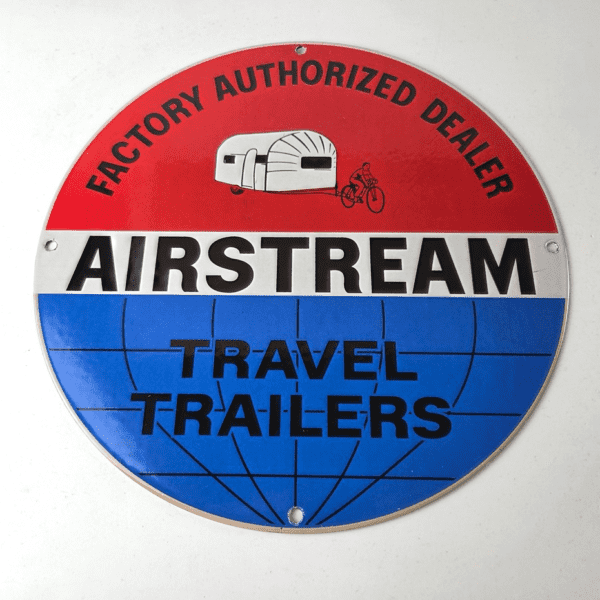 FACTORY AUTHORIZED DEALER
AIRSTREAM
TRAVEL
TRAILERS